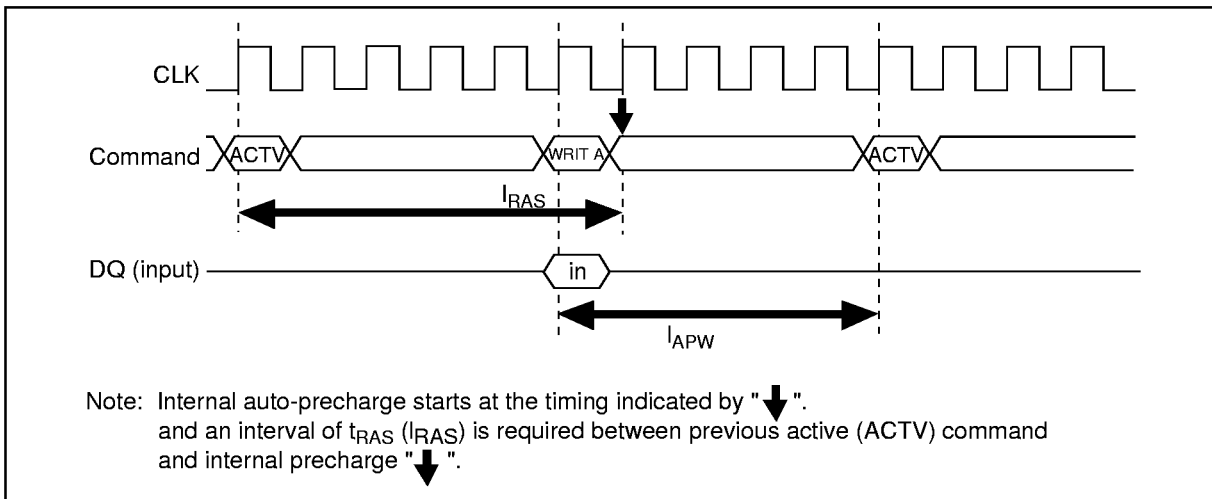 CLK
Command ACTV WRIT A ACTV
lRAS
DQ (input) in
lAPW
Note: Internal auto-precharge starts at the timing indicated by " ".
and an interval of tRAS (lRAS) is required between previous active (ACTV) command
and internal precharge " ".